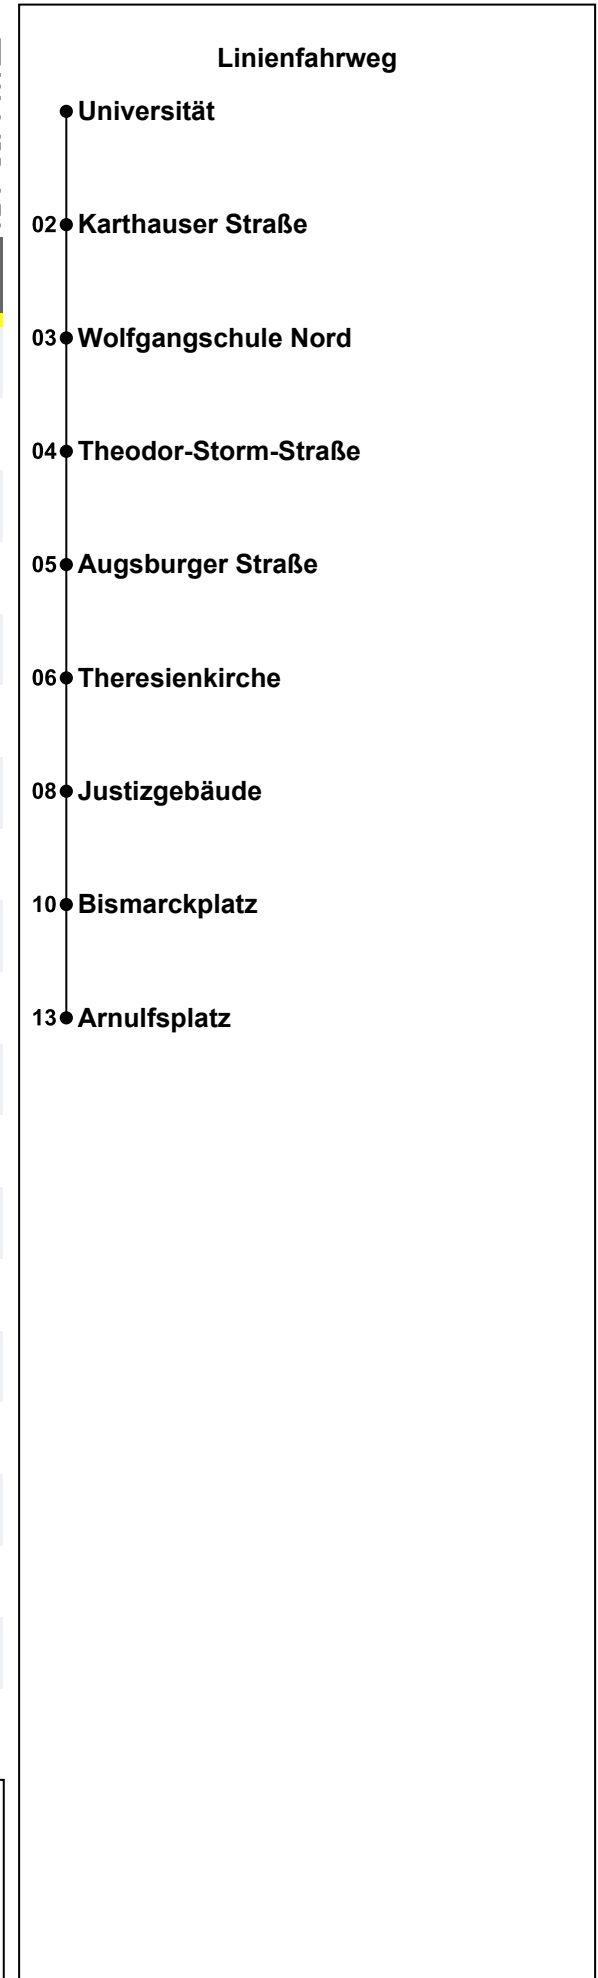 Linienfahrweg
Universität
02 Karthauser Straße
03 Wolfgangschule Nord
04 Theodor-Storm-Straße
05 Augsburger Straße
06 Theresienkirche
08 Justizgebäude
10 Bismarckplatz
13 Arnulfsplatz